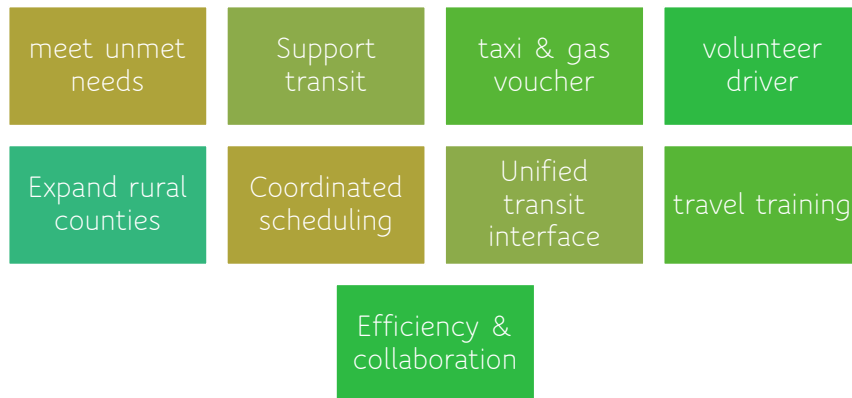 meet unmet
needs
Support
transit
taxi & gas
voucher
volunteer
driver
Expand rural
counties
Coordinated
scheduling
Unified
transit
interface
travel training
Efficiency &
collaboration